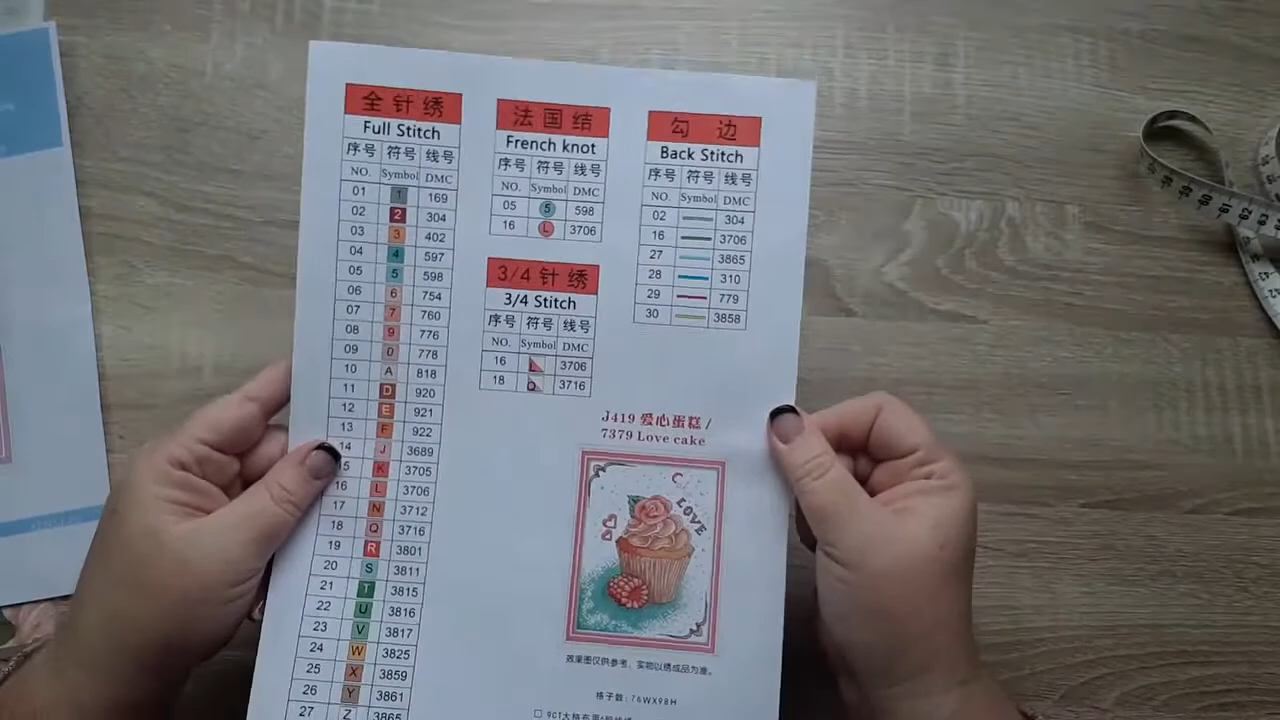 全针绣
Full Stitch
序号 符号 线号
NO. Symbol DMC
01 1 169
02 2 304
03 3 402
04 4 597
05 5 598
06 6 754
07 7 760
08 9 776
09 0 778
10 A 818
11 D 920
12 E 921
13 F 922
14 J 3689
15 K 3705
16 L 3706
17 N 3712
18 Q 3716
19 R 3801
20 S 3811
21 T 3815
22 U 3816
23 V 3817
24 W 3825
25 X 3859
26 Y 3861
27 Z 3865
法国结
French knot
序号 符号 线号
NO. Symbol DMC
05 5 598
16 L 3706
3/4针绣
3/4 Stitch
序号 符号 线号
NO. Symbol DMC
16 L 3706
18 Q 3716
勾边
Back Stitch
序号 符号 线号
NO. Symbol DMC
02 304
16 3706
27 3865
28 310
29 779
30 3858
J419 爱心蛋糕 /
7379 Love cake
LOVE
效果图仅供参考，实物以绣成品为准。
格子数：76WX98H
60 61 62 63